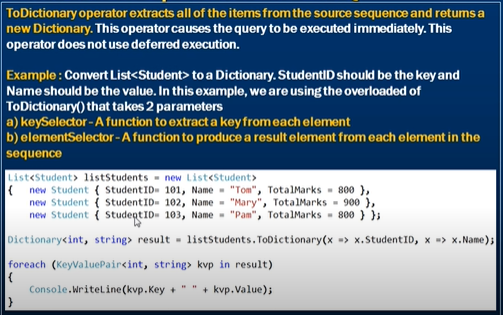 ToDictionary operator extracts all of the items from the source sequence and returns a
new Dictionary. This operator causes the query to be executed immediately. This
operator does not use deferred execution.
Example : Convert List<Student> to a Dictionary. StudentID should be the key and
Name should be the value. In this example, we are using the overloaded of
ToDictionary() that takes 2 parameters
a) keySelector - A function to extract a key from each element
b) elementSelector - A function to produce a result element from each element in the
sequence
List<Student> listStudents = new List<Student>
{ new Student { StudentID= 101, Name = "Tom", TotalMarks = 800 },
new Student { StudentID= 102, Name = "Mary", TotalMarks = 900 },
new Student { StudentID= 103, Name = "Pam", TotalMarks = 800 } };
Dictionary<int, string> result = listStudents.ToDictionary(x => x.StudentID, x => x.Name);
foreach (KeyValuePair<int, string> kvp in result)
{
Console.WriteLine(kvp.Key + " " + kvp.Value);
}